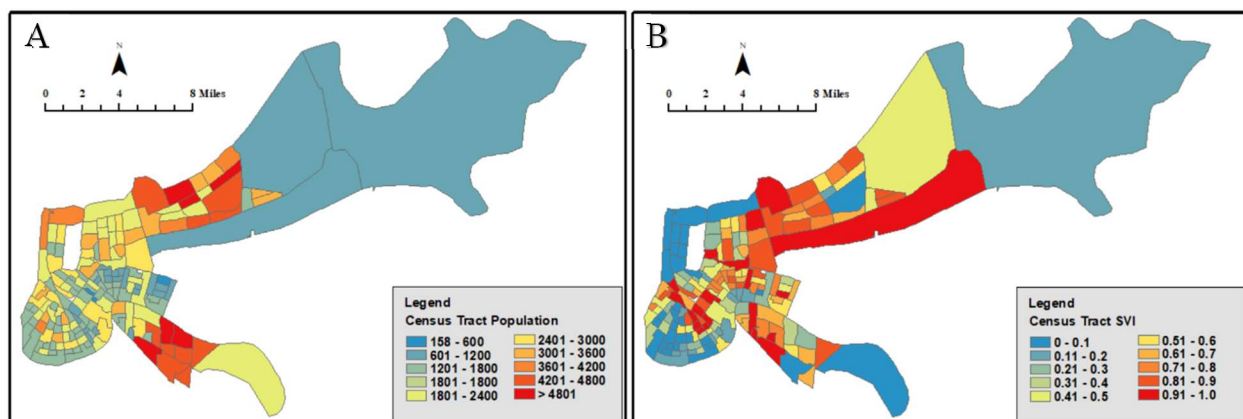 A
N
0 2 4 8 Miles
Legend
Census Tract Population
158 - 600
601 - 1200
1201 - 1800
1801 - 1800
1801 - 2400
2401 - 3000
3001 - 3600
3601 - 4200
4201 - 4800
> 4801
B
N
0 2 4 8 Miles
Legend
Census Tract SVI
0 - 0.1
0.11 - 0.2
0.21 - 0.3
0.31 - 0.4
0.41 - 0.5
0.51 - 0.6
0.61 - 0.7
0.71 - 0.8
0.81 - 0.9
0.91 - 1.0